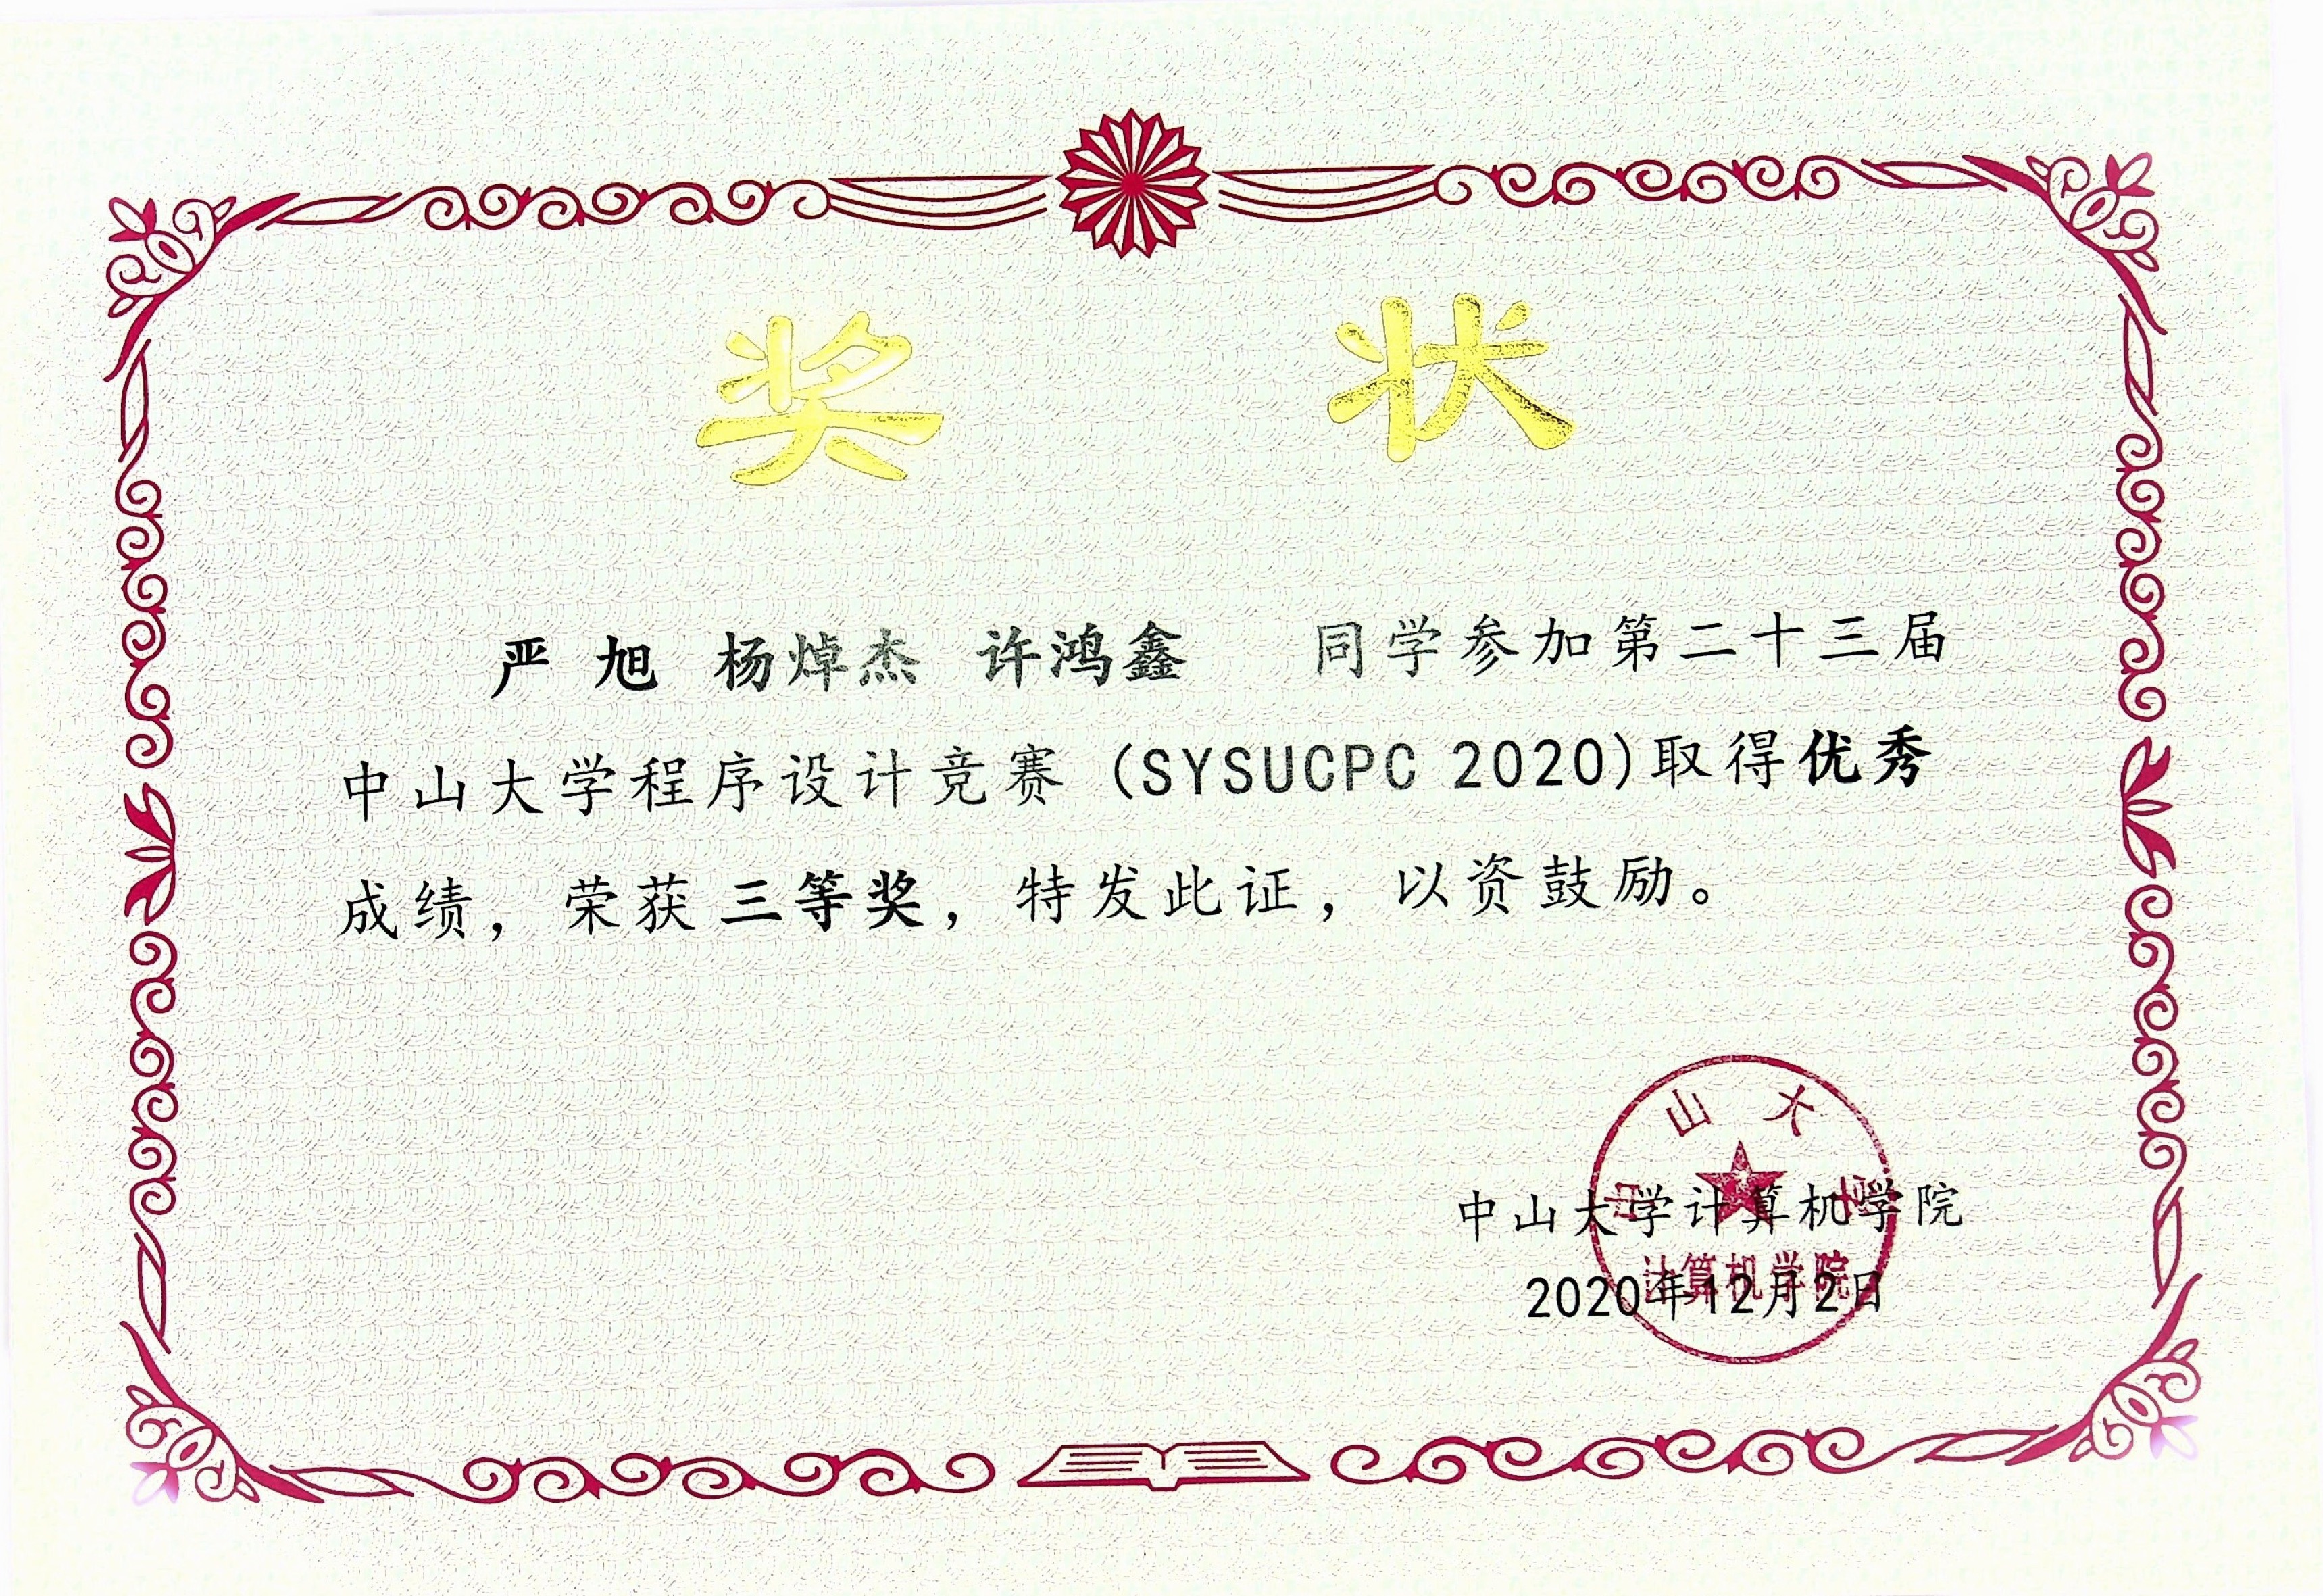 奖 状
严 旭 杨焯杰 许鸿鑫 同学参加第二十三届
中山大学程序设计竞赛 (SYSUCPC 2020)取得优秀
成绩，荣获三等奖，特发此证，以资鼓励。
中山大学
中山大学计算机学院
计算机学院
2020年12月2日